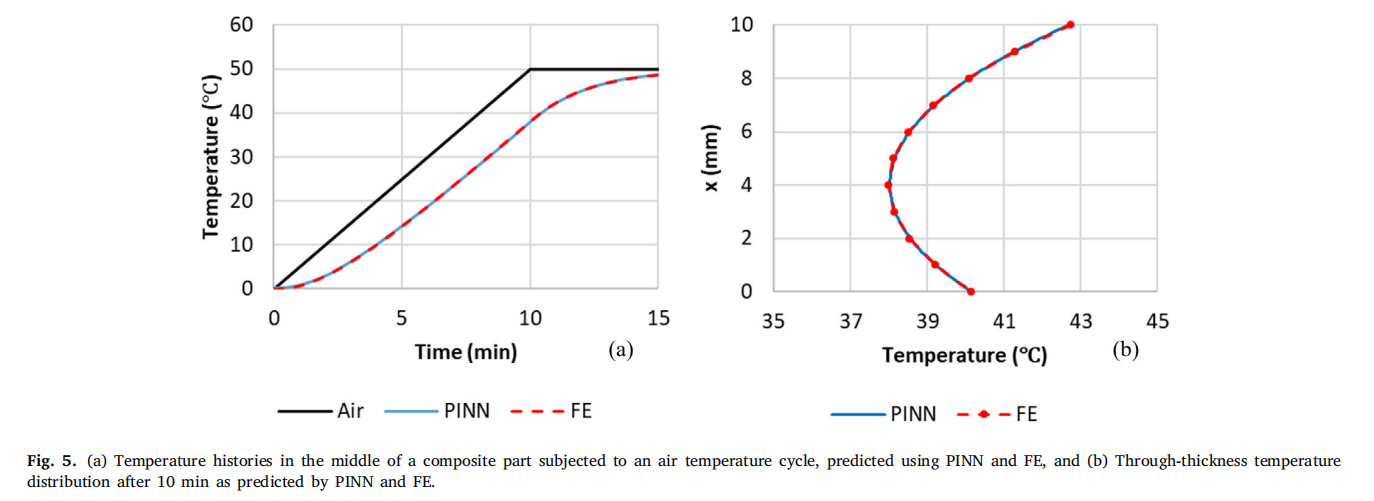 60
50
40
30
20
10
0
Temperature (°C)
0 5 10 15
Time (min) (a)
Air PINN FE
10
8
6
4
2
0
x (mm)
35 37 39 41 43 45
Temperature (°C) (b)
PINN FE
Fig. 5. (a) Temperature histories in the middle of a composite part subjected to an air temperature cycle, predicted using PINN and FE, and (b) Through-thickness temperature
distribution after 10 min as predicted by PINN and FE.